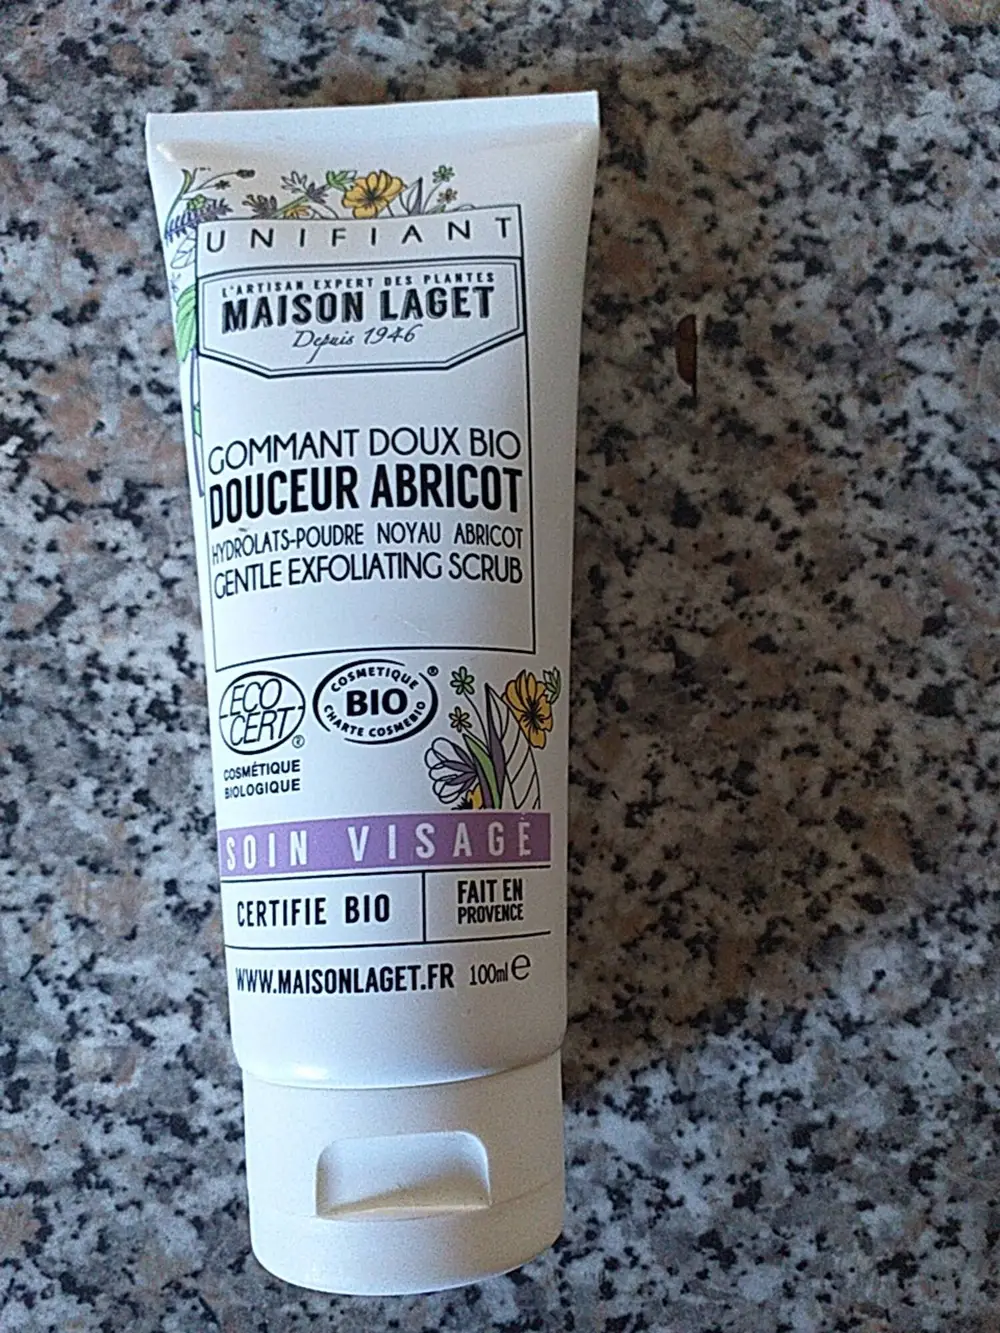 UNIFIANT
L'ARTISAN EXPERT DES PLANTES
MAISON LAGET
Depuis 1946
GOMMANT DOUX BIO
DOUCEUR ABRICOT
HYDROLATS-POUDRE NOYAU ABRICOT
GENTLE EXFOLIATING SCRUB
ECO
CERT
®
COSMÉTIQUE
BIOLOGIQUE
COSMETIQUE
BIO
CHARTE COSMEBIO
®
SOIN VISAGE
CERTIFIE BIO
FAIT EN
PROVENCE
WWW.MAISONLAGET.FR 100ml e